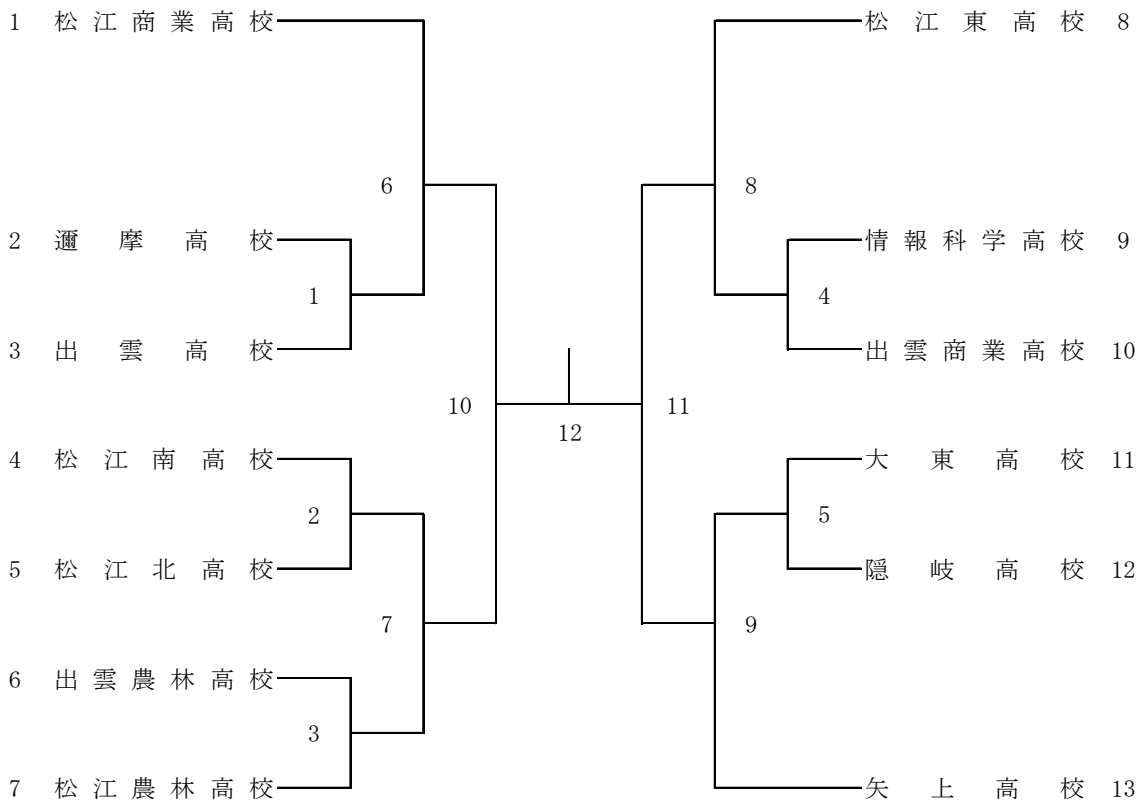 1 松江商業高校 松江東高校 8
6 8
2 邇摩高校 情報科学高校 9
1 4
3 出雲高校 出雲商業高校 10
10 11
12
4 松江南高校 大東高校 11
2 5
5 松江北高校 隠岐高校 12
7 9
6 出雲農林高校
3
7 松江農林高校 矢上高校 13